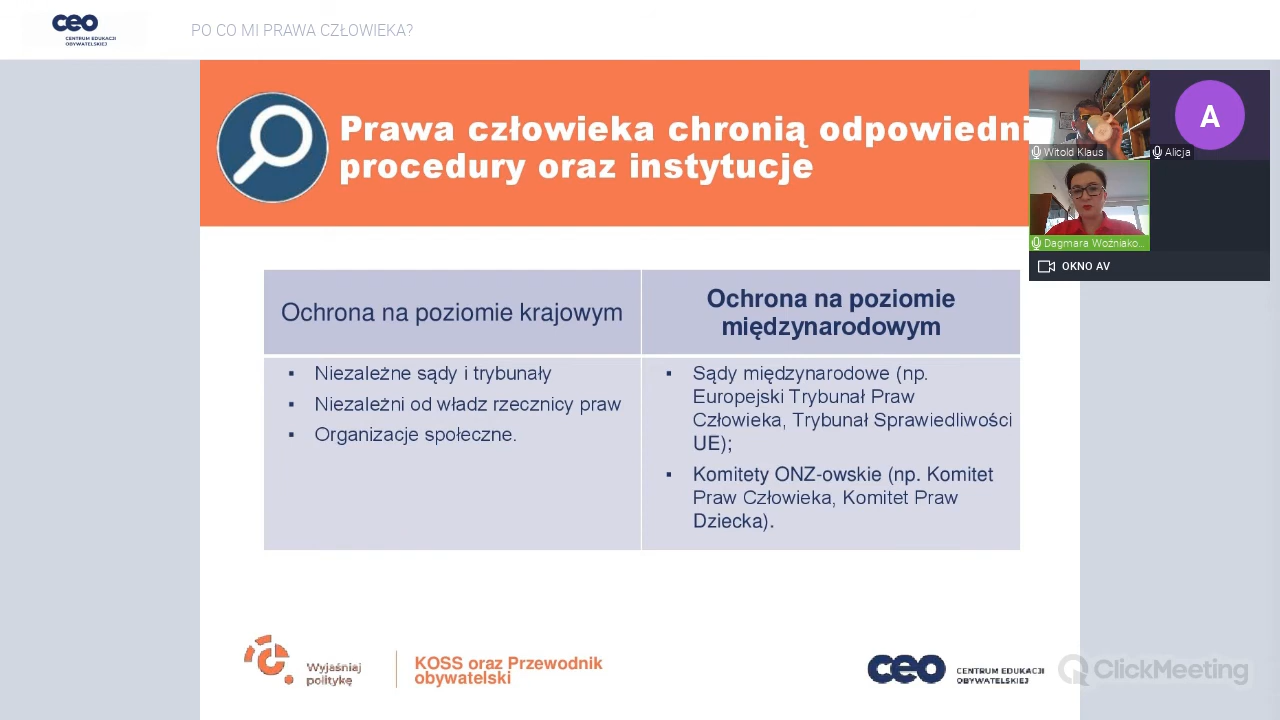 ceo
CENTRUM EDUKACJI
OBYWATELSKIEJ
PO CO MI PRAWA CZŁOWIEKA?
Prawa człowieka chronią odpowiedni
procedury oraz instytucje
Witold Klaus
A
Alicja
Dagmara Woźniako...
OKNO AV
Ochrona na poziomie krajowym
Ochrona na poziomie
międzynarodowym
▪ Niezależne sądy i trybunały
▪ Niezależni od władz rzecznicy praw
▪ Organizacje społeczne.
▪ Sądy międzynarodowe (np.
Europejski Trybunał Praw
Człowieka, Trybunał Sprawiedliwości
UE);
▪ Komitety ONZ-owskie (np. Komitet
Praw Człowieka, Komitet Praw
Dziecka).
Wyjaśniaj
politykę
KOSS oraz Przewodnik
obywatelski
ceo
CENTRUM EDUKACJI
OBYWATELSKIEJ
ClickMeeting